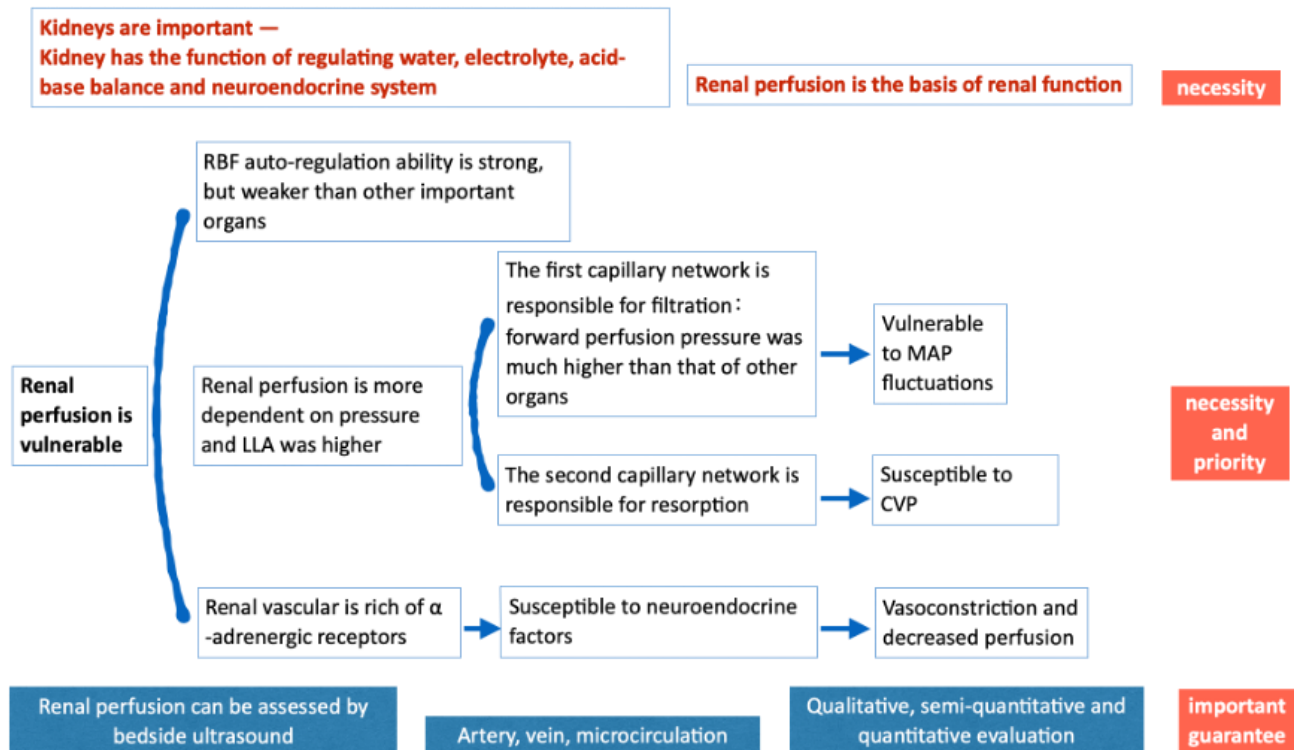 Kidneys are important —
Kidney has the function of regulating water, electrolyte, acid-
base balance and neuroendocrine system
Renal perfusion is the basis of renal function
necessity
RBF auto-regulation ability is strong,
but weaker than other important
organs
The first capillary network is
responsible for filtration：
forward perfusion pressure was
much higher than that of other
organs
Vulnerable
to MAP
fluctuations
Renal
perfusion is
vulnerable
Renal perfusion is more
dependent on pressure
and LLA was higher
necessity
and
priority
The second capillary network is
responsible for resorption
Susceptible to
CVP
Renal vascular is rich of α
-adrenergic receptors
Susceptible to neuroendocrine
factors
Vasoconstriction and
decreased perfusion
Renal perfusion can be assessed by
bedside ultrasound
Artery, vein, microcirculation
Qualitative, semi-quantitative and
quantitative evaluation
important
guarantee